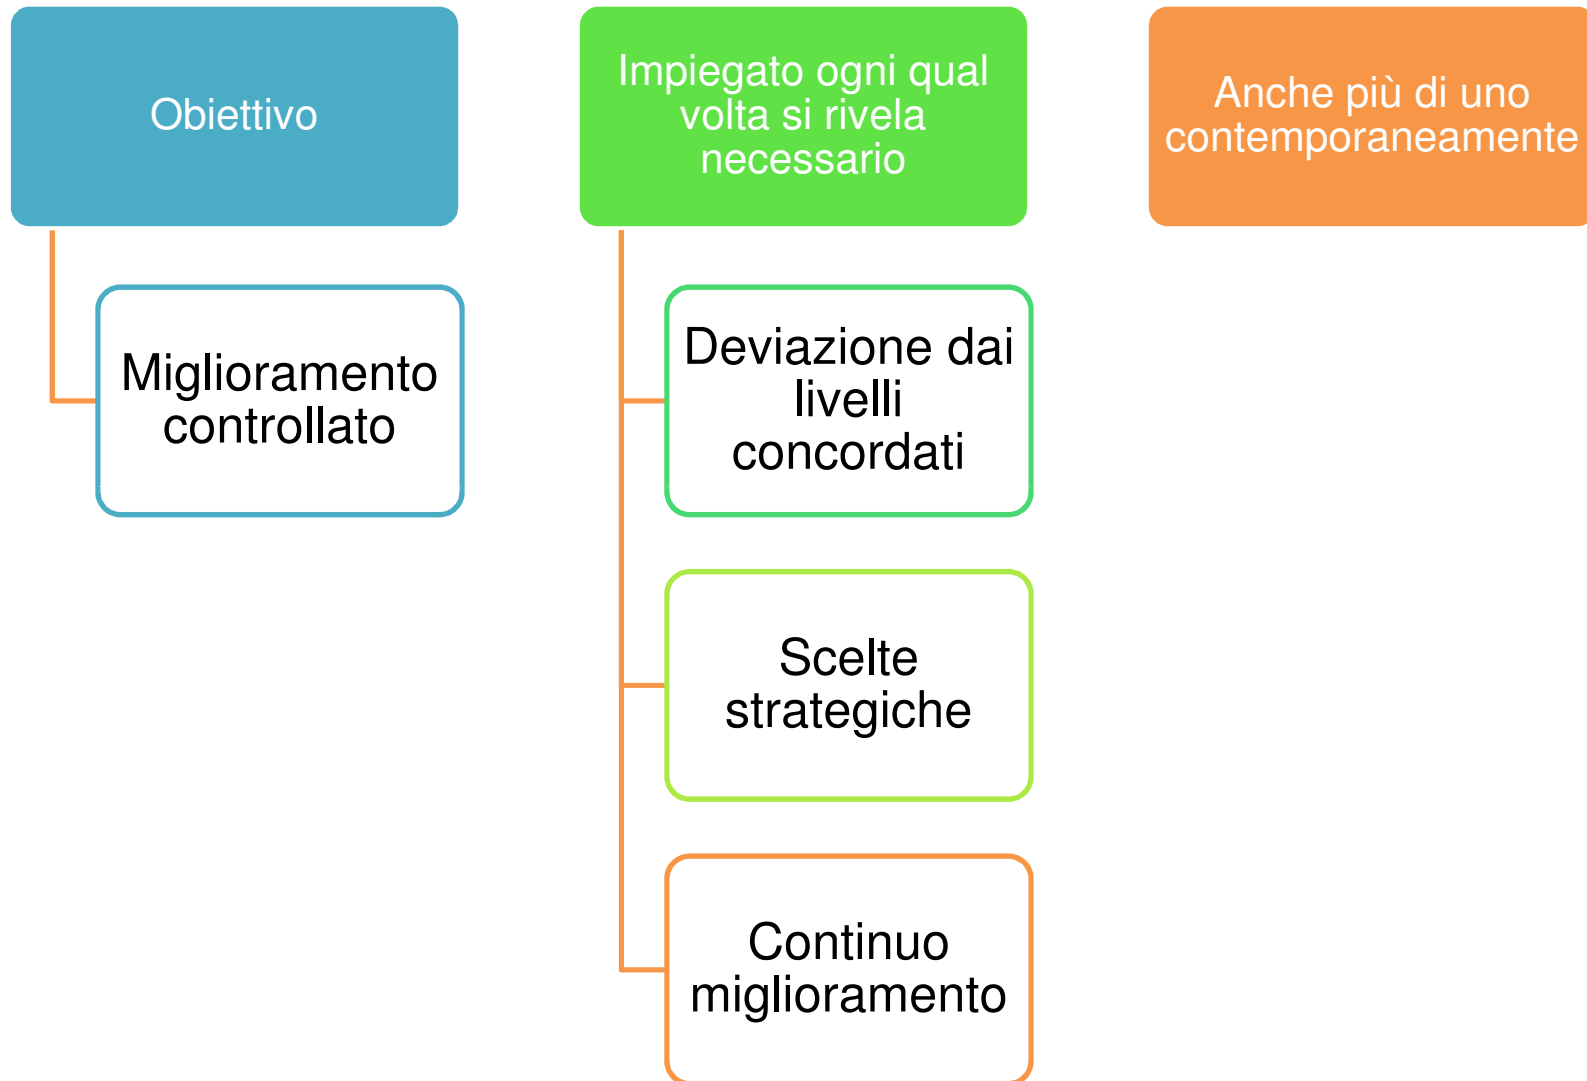 Obiettivo
Impiegato ogni qual
volta si rivela
necessario
Anche più di uno
contemporaneamente
Miglioramento
controllato
Deviazione dai
livelli
concordati
Scelte
strategiche
Continuo
miglioramento